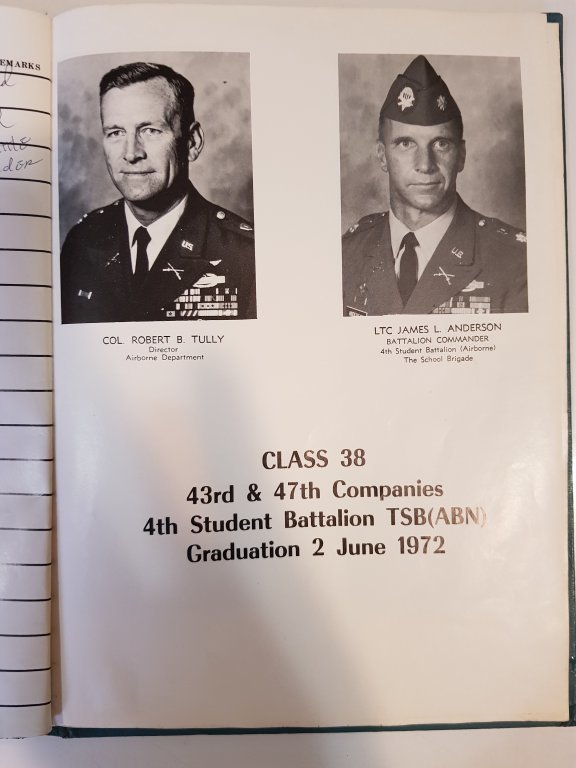 EMARKS
COL. ROBERT B. TULLY
Director
Airborne Department
LTC JAMES L. ANDERSON
BATTALION COMMANDER
4th Student Battalion (Airborne)
The School Brigade
CLASS 38
43rd & 47th Companies
4th Student Battalion TSB(ABN)
Graduation 2 June 1972